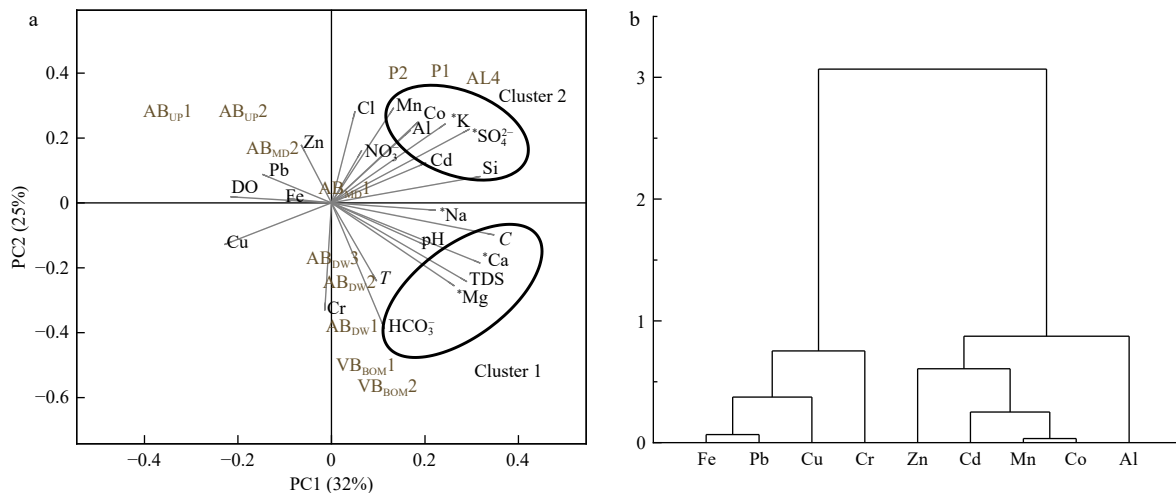 a
b
PC2 (25%)
0.4
0.2
0
−0.2
−0.4
−0.6
−0.4
−0.2
0
0.2
0.4
PC1 (32%)
P2
P1
AL4
Cluster 2
AB_UP1
AB_UP2
Cl
Mn
Co
*K
Al
*SO₄²⁻
Zn
AB_MD2
NO₃⁻
Cd
Si
Pb
DO
Fe
AB_MD1
*Na
Cu
pH
C
AB_DW3
*Ca
AB_DW2
T
TDS
*Mg
Cr
AB_DW1
HCO₃⁻
VB_BOM1
Cluster 1
VB_BOM2
3
2
1
0
Fe
Pb
Cu
Cr
Zn
Cd
Mn
Co
Al